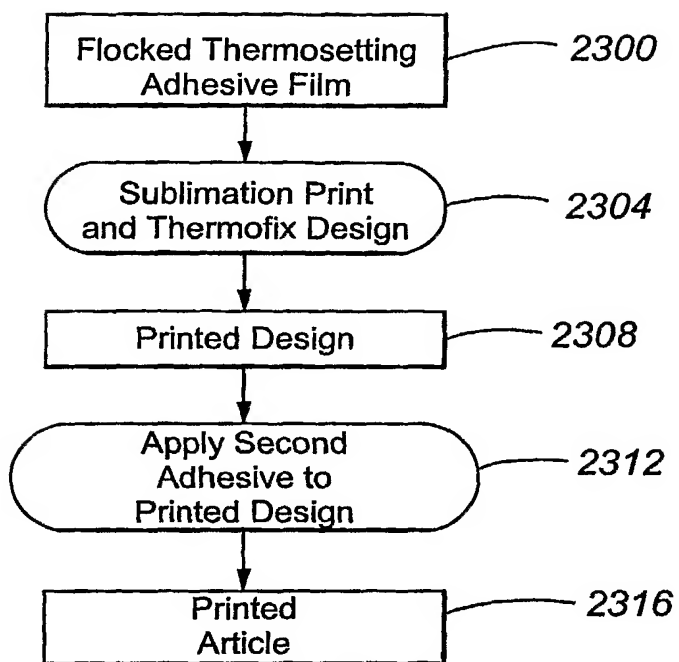 Flocked Thermosetting
Adhesive Film
2300
Sublimation Print
and Thermofix Design
2304
Printed Design
2308
Apply Second
Adhesive to
Printed Design
2312
Printed
Article
2316